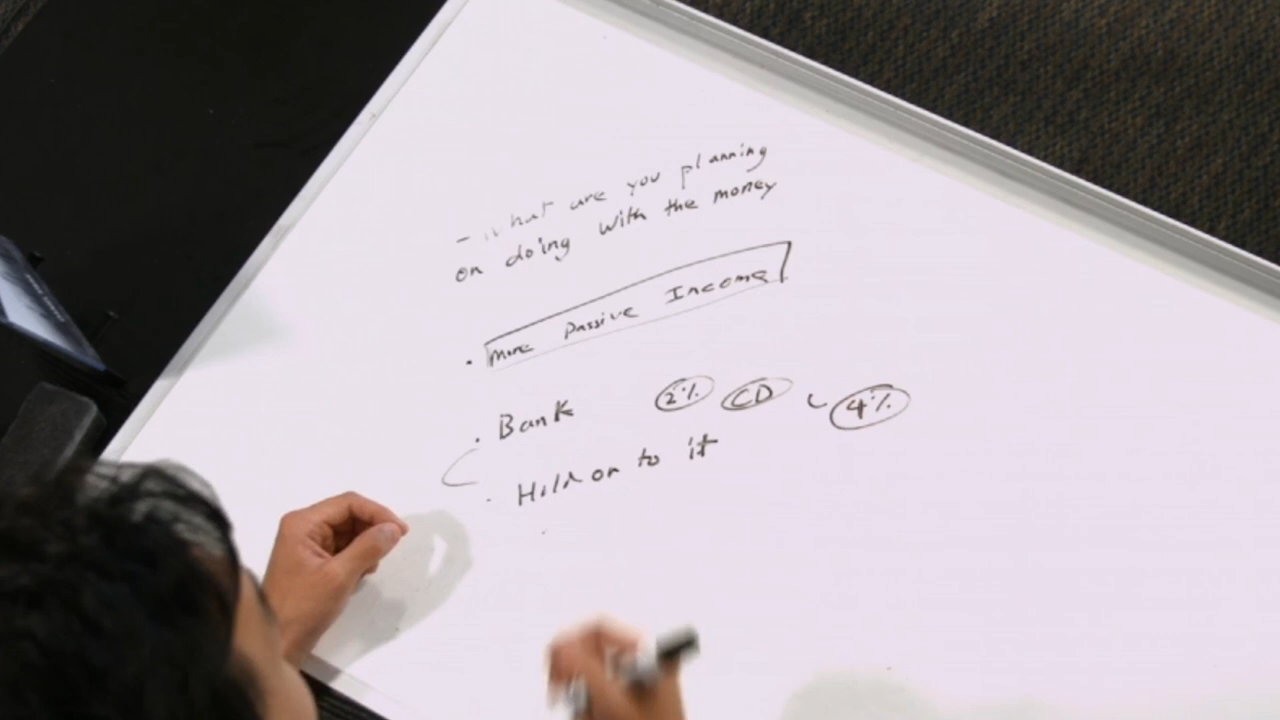 - what are you planning
on doing with the money
· More Passive Income
· Bank 2% CD 4%
· Hold on to it